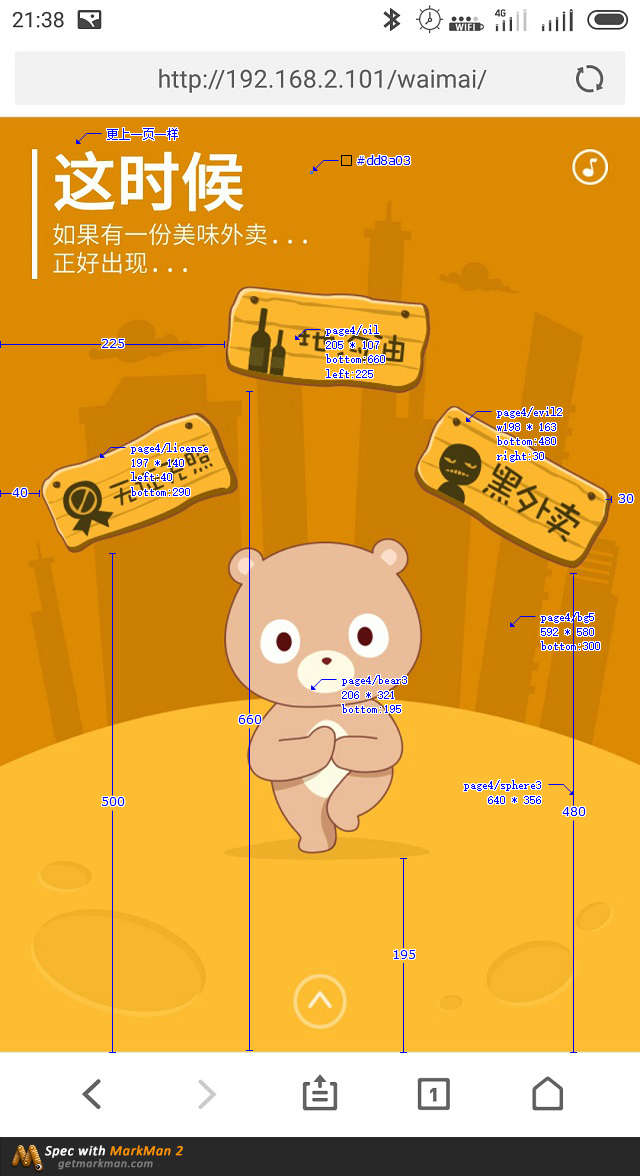 21:38
WIFI
4G
http://192.168.2.101/waimai/
更上一页一样
#dd8a03
这时候
如果有一份美味外卖...
正好出现...
page4/oil
205 * 107
bottom:660
left:225
225
page4/evil2
w198 * 163
bottom:480
right:30
page4/license
197 * 140
left:40
bottom:290
黑外卖
40
30
page4/bg5
592 * 580
bottom:300
page4/bear3
206 * 321
bottom:195
660
page4/sphere3
640 * 356
500
480
195
1
Spec with MarkMan 2
getmarkman.com